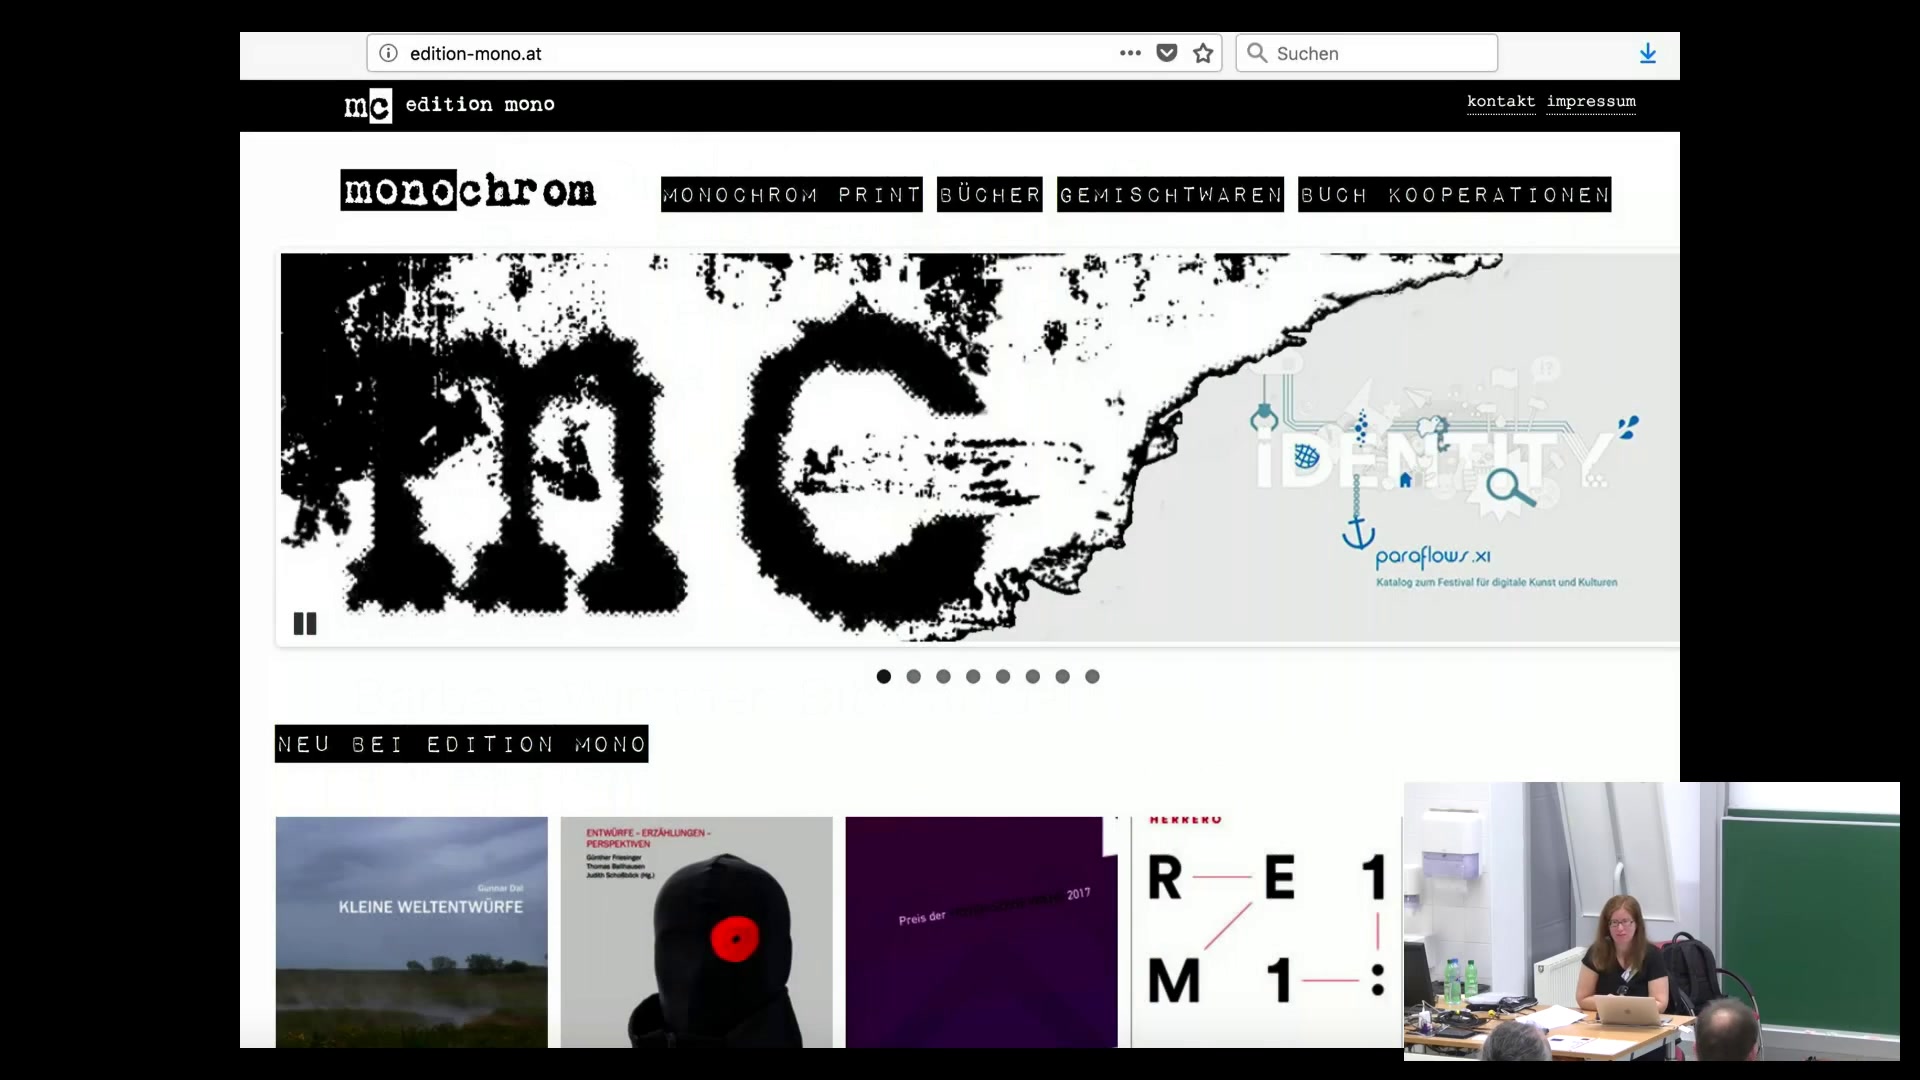 edition-mono.at
Suchen
mc edition mono
kontakt impressum
monochrom
MONOCHROM PRINT BÜCHER GEMISCHTWAREN BUCH KOOPERATIONEN
mc
!?
iDENTITY
paraflows.XI
Katalog zum Festival für digitale Kunst und Kulturen
NEU BEI EDITION MONO
Gunnar Dal
KLEINE WELTENTWÜRFE
ENTWÜRFE – ERZÄHLUNGEN –
PERSPEKTIVEN
Günther Friesinger
Thomas Ballhausen
Judith Schoßböck (Hg.)
Preis der 2017
HERRERO
R E 1
M 1 :